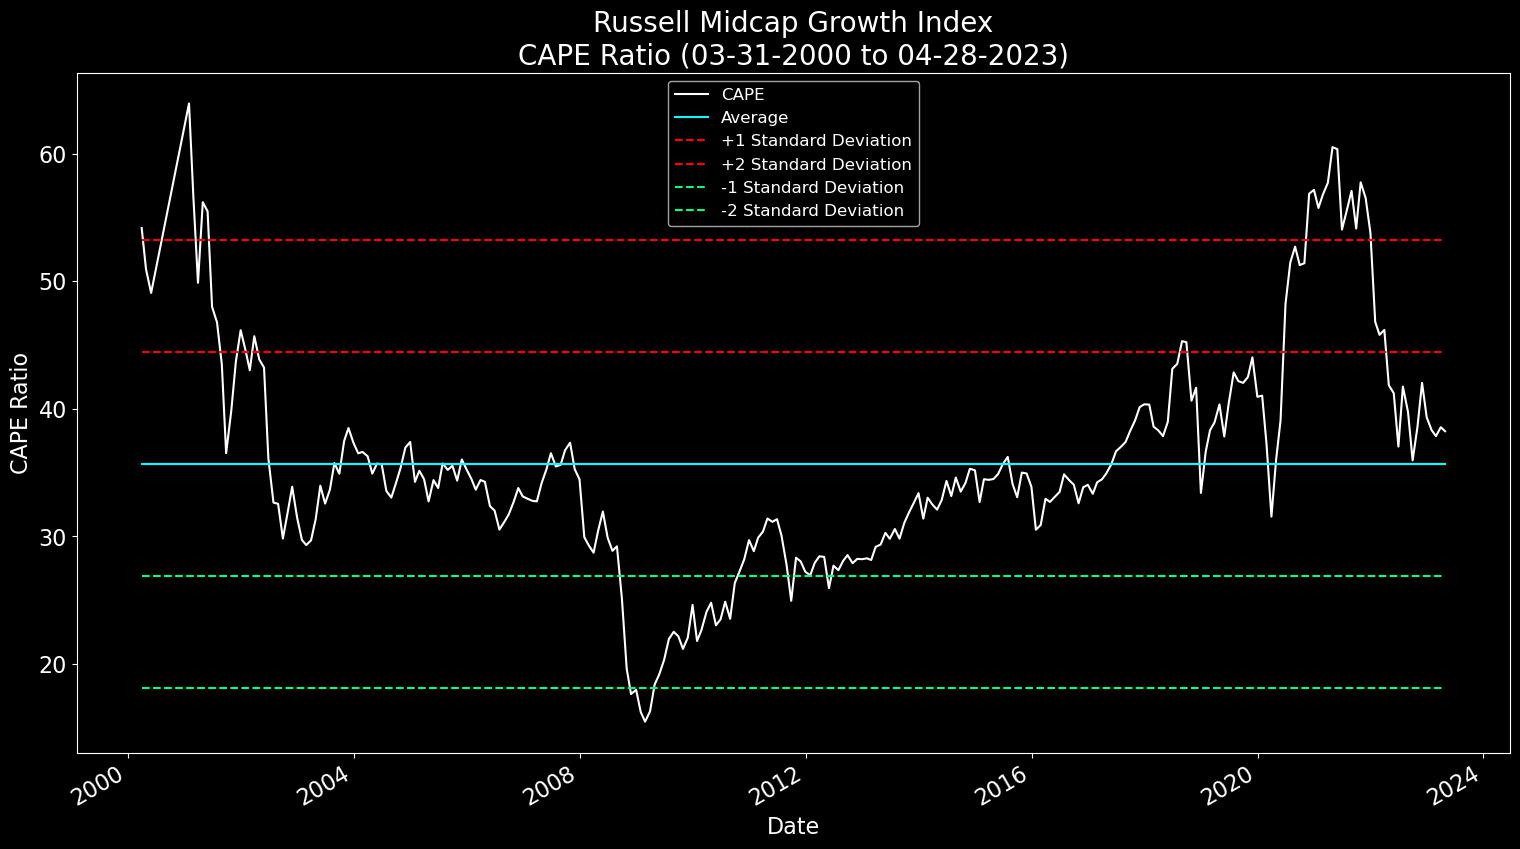 Russell Midcap Growth Index
CAPE Ratio (03-31-2000 to 04-28-2023)
CAPE
Average
+1 Standard Deviation
+2 Standard Deviation
-1 Standard Deviation
-2 Standard Deviation
60
50
40
30
20
CAPE Ratio
2000
2004
2008
2012
2016
2020
2024
Date